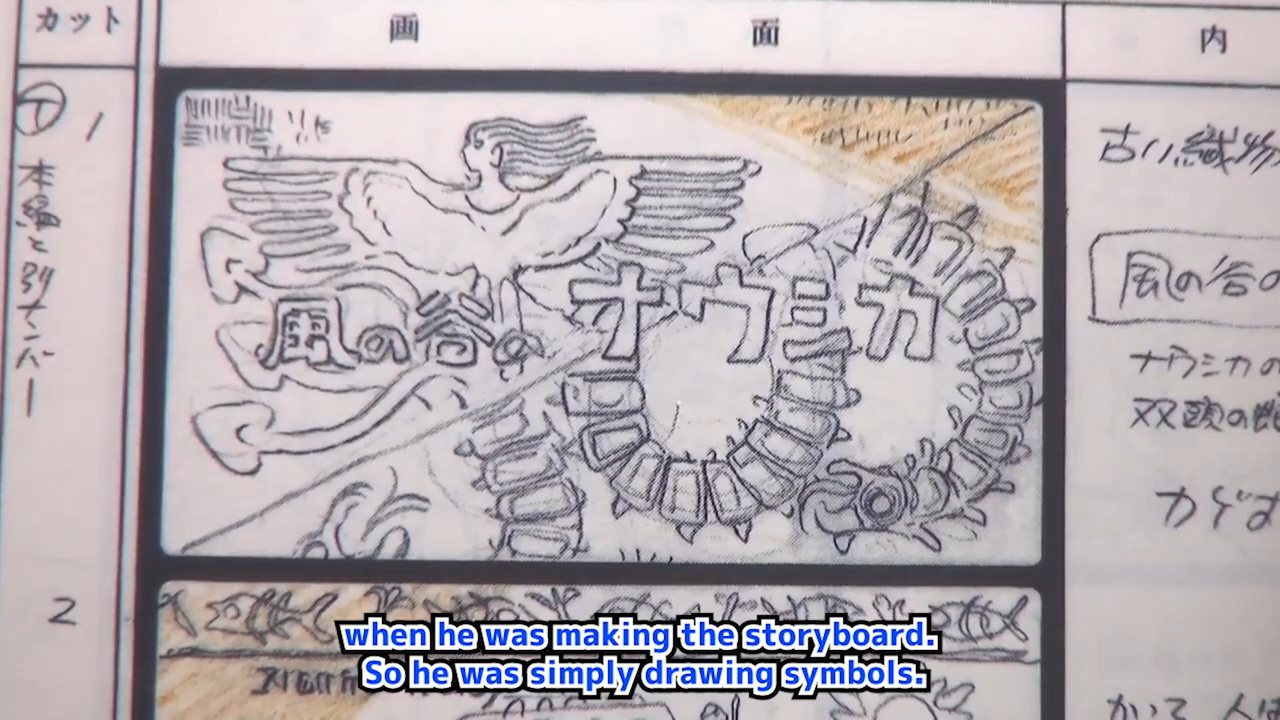 カット
画 面
内
① 1
本編と別ナンバー
風の谷の
ナウシカ
古い織物
風の谷の
ナウシカの
双頭の
カゲ
2
when he was making the storyboard.
So he was simply drawing symbols.
かいて 人は